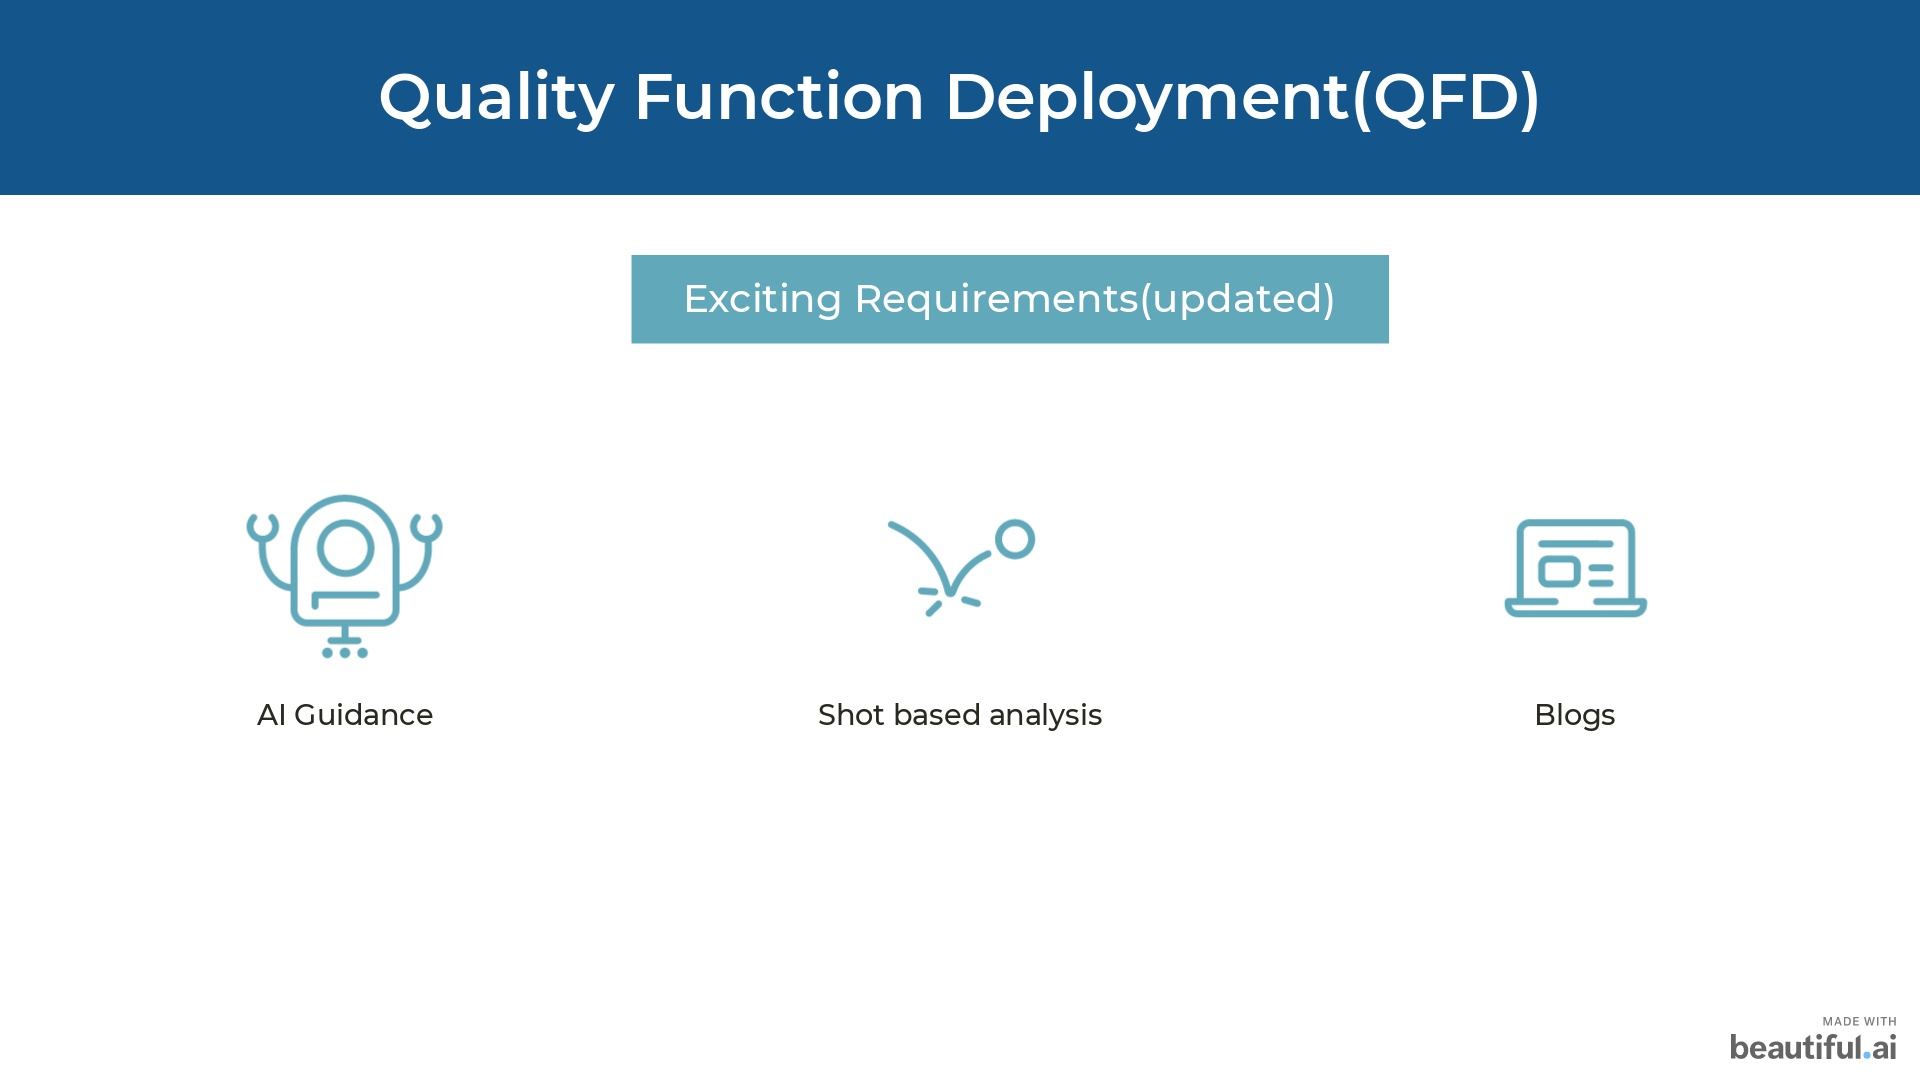 Quality Function Deployment(QFD)
Exciting Requirements(updated)
AI Guidance
Shot based analysis
Blogs
MADE WITH
beautiful.ai